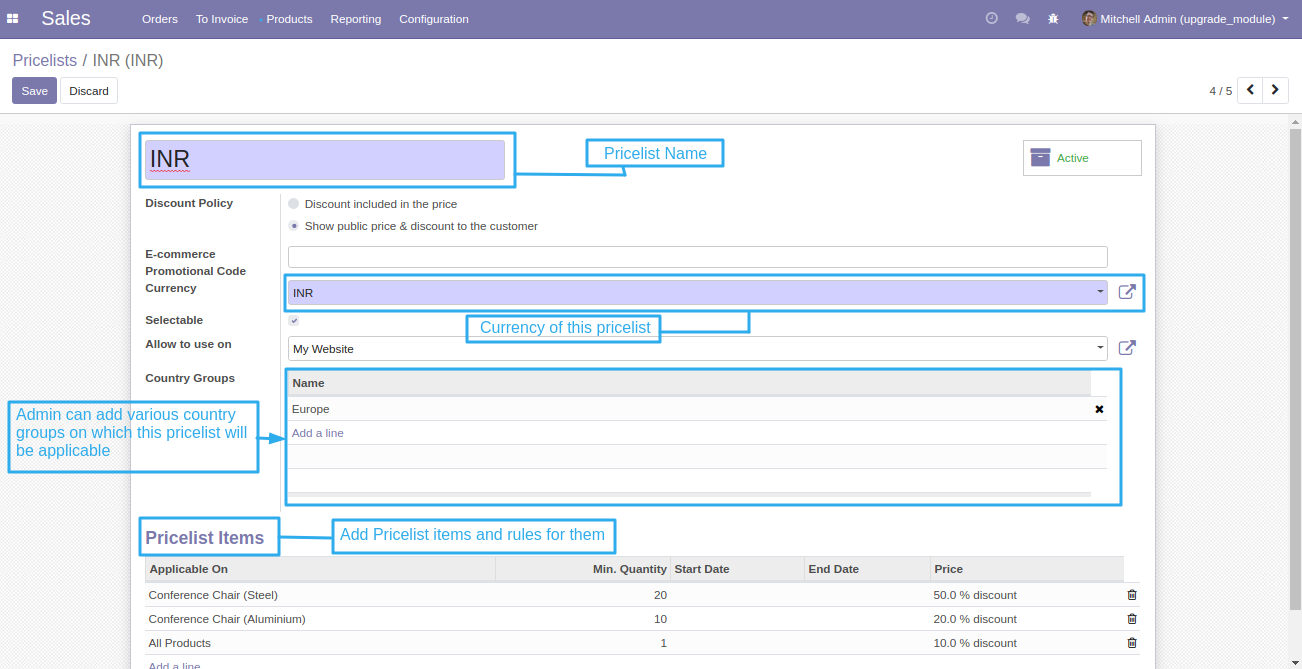 Sales Orders To Invoice Products Reporting Configuration Mitchell Admin (upgrade_module)
Pricelists / INR (INR)
Save Discard 4 / 5
INR Pricelist Name Active
Discount Policy Discount included in the price
Show public price & discount to the customer
E-commerce
Promotional Code
Currency INR
Selectable Currency of this pricelist
Allow to use on My Website
Country Groups Name
Europe
Admin can add various country
groups on which this pricelist will
be applicable
Add a line
Pricelist Items Add Pricelist items and rules for them
Applicable On Min. Quantity Start Date End Date Price
Conference Chair (Steel) 20 50.0 % discount
Conference Chair (Aluminium) 10 20.0 % discount
All Products 1 10.0 % discount
Add a line